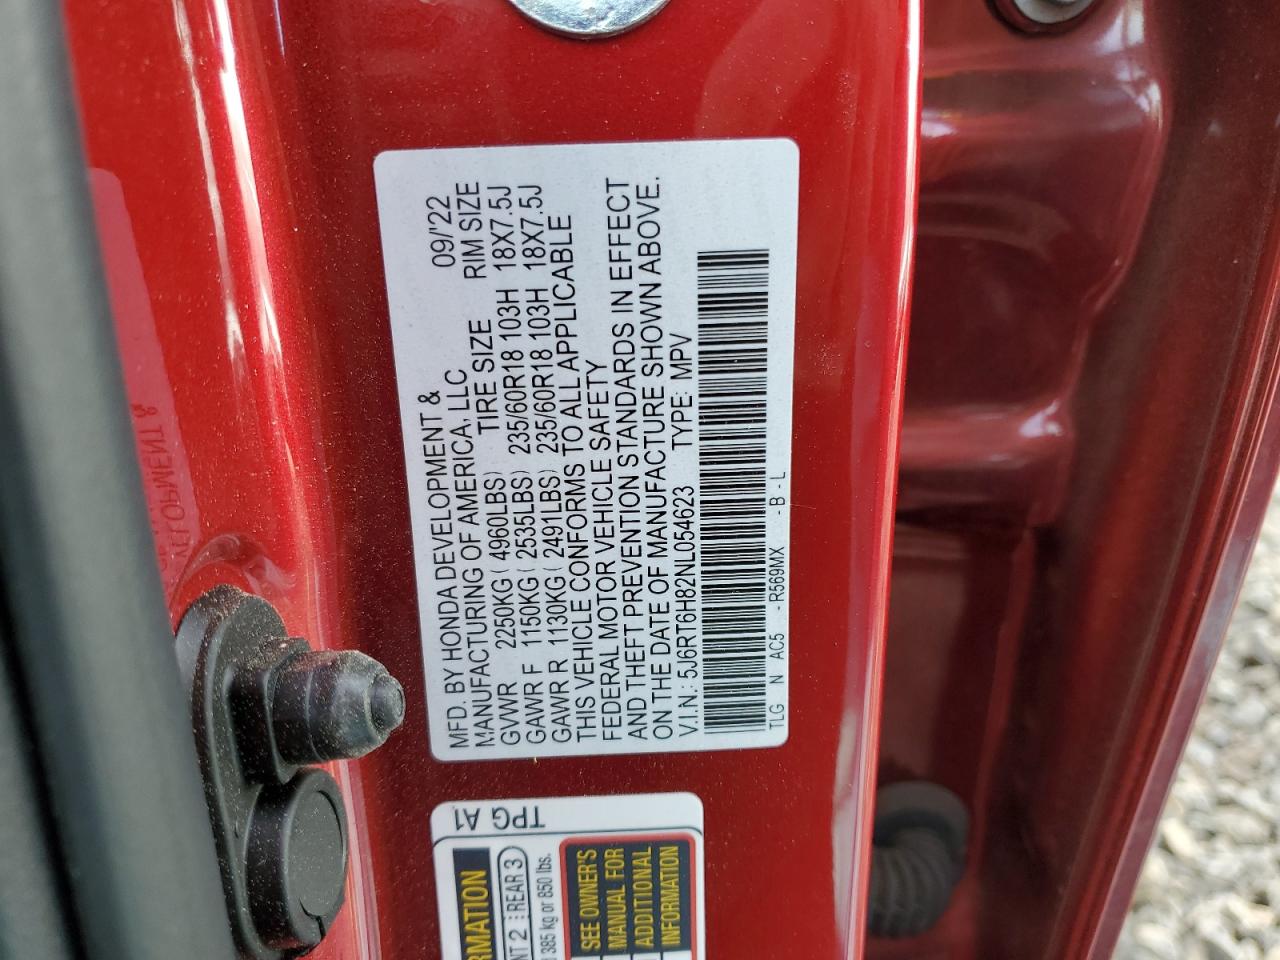 MFD. BY HONDA DEVELOPMENT & 09/'22
MANUFACTURING OF AMERICA, LLC
TIRE SIZE RIM SIZE
GVWR 2250KG ( 4960LBS)
GAWR F 1150KG ( 2535LBS) 235/60R18 103H 18X7.5J
GAWR R 1130KG ( 2491LBS) 235/60R18 103H 18X7.5J
THIS VEHICLE CONFORMS TO ALL APPLICABLE
FEDERAL MOTOR VEHICLE SAFETY
AND THEFT PREVENTION STANDARDS IN EFFECT
ON THE DATE OF MANUFACTURE SHOWN ABOVE.
V.I.N.: 5J6RT6H82NL054623 TYPE: MPV
TLG N AC5 -R569MX -B-L
TPG A1
RMATION
NT 2 REAR 3
385 kg or 850 lbs.
SEE OWNER'S
MANUAL FOR
ADDITIONAL
INFORMATION